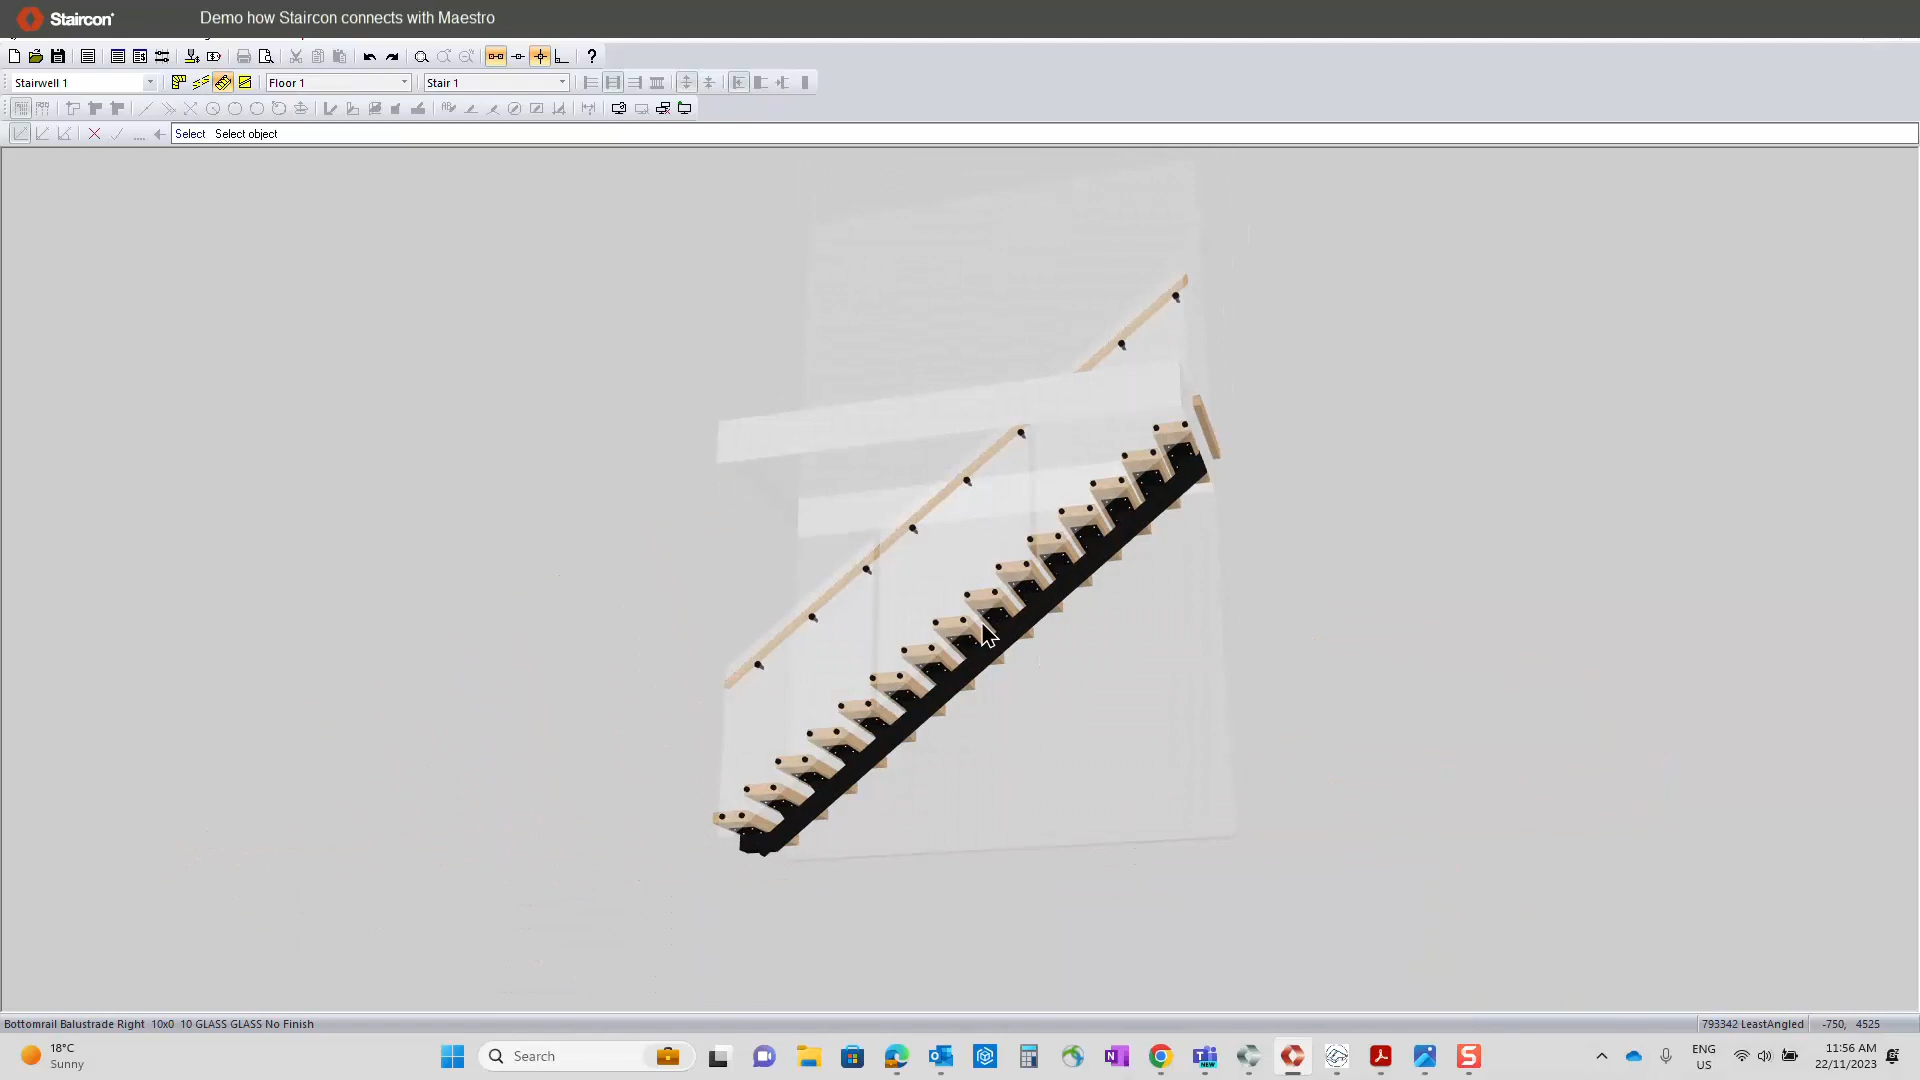 Staircon
Demo how Staircon connects with Maestro
Stairwell 1
Floor 1
Stair 1
Select Select object
Bottomrail Balustrade Right 10x0 10 GLASS GLASS No Finish
793342 LeastAngled
-750, 4525
18°C
Sunny
Search
ENG
US
11:56 AM
22/11/2023